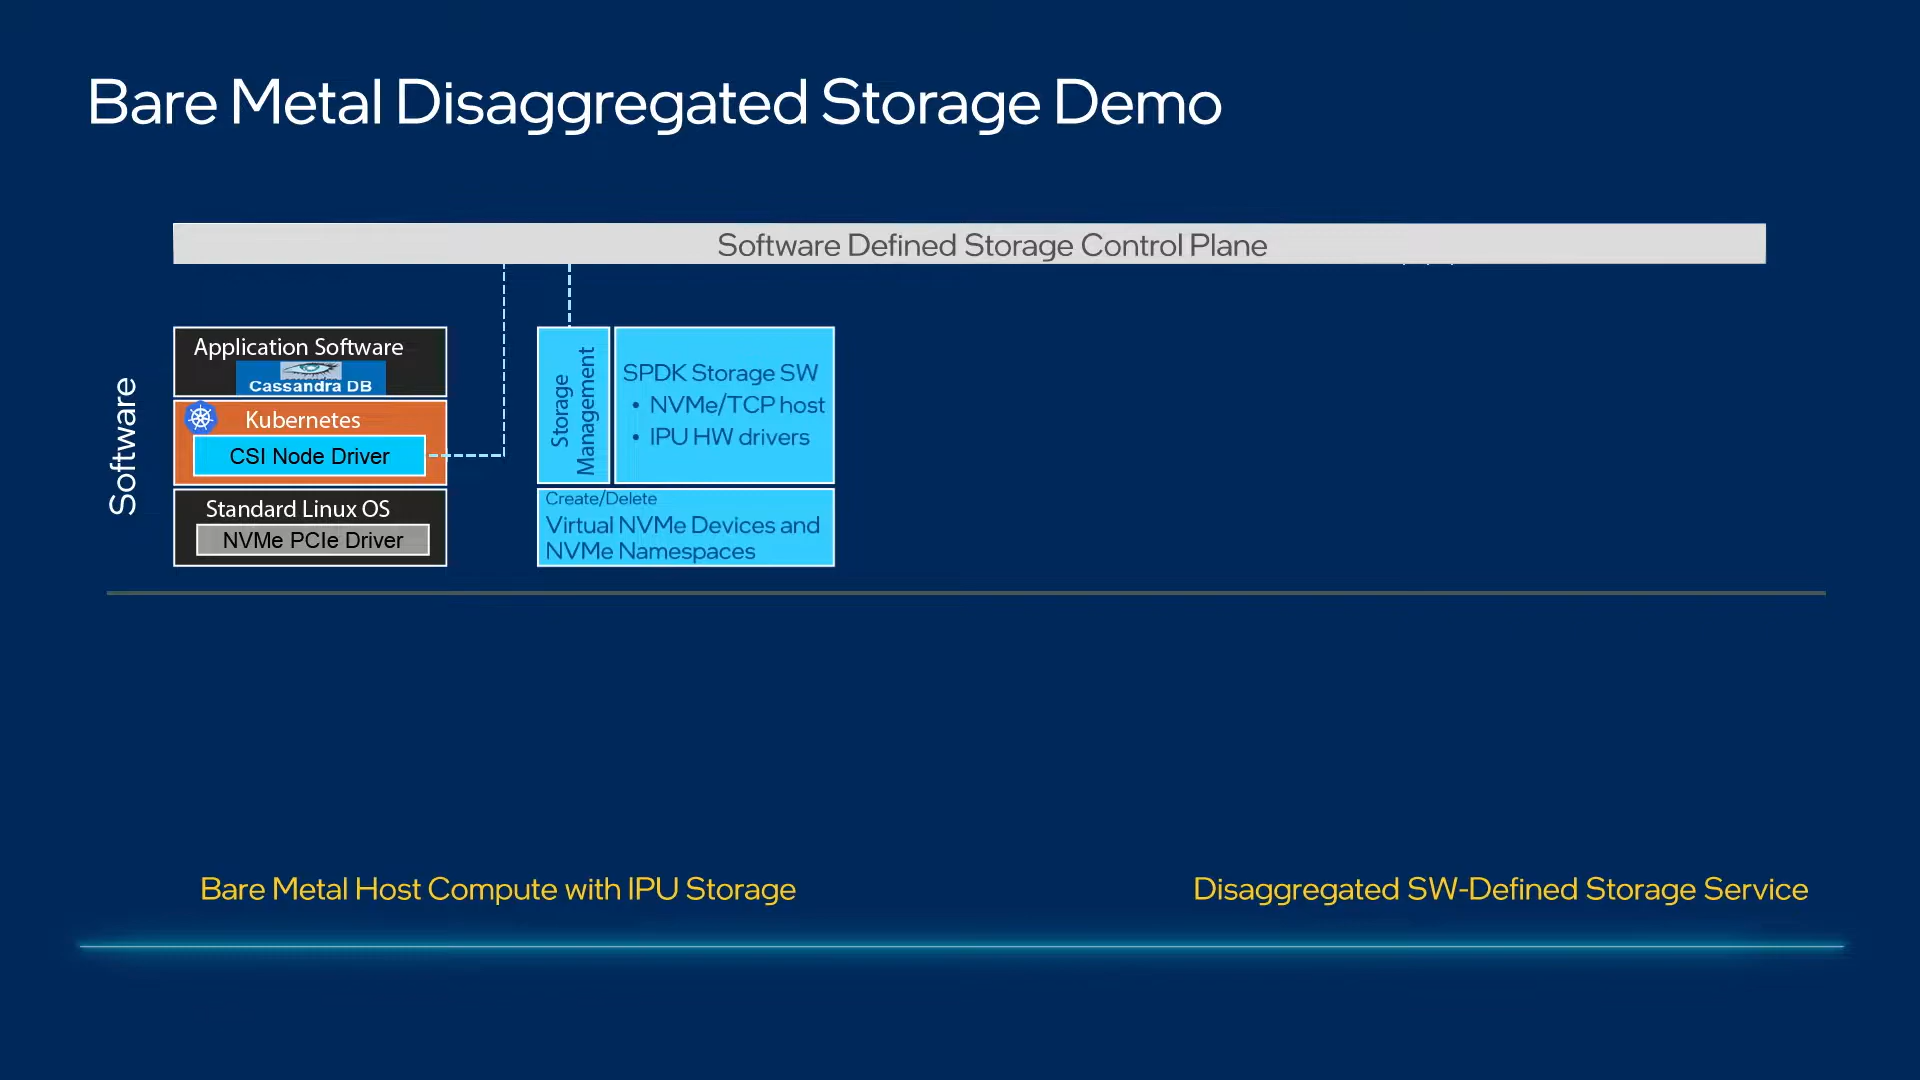 Bare Metal Disaggregated Storage Demo
Software Defined Storage Control Plane
Software
Application Software
Cassandra DB
Kubernetes
CSI Node Driver
Standard Linux OS
NVMe PCIe Driver
Storage
Management
SPDK Storage SW
• NVMe/TCP host
• IPU HW drivers
Create/Delete
Virtual NVMe Devices and
NVMe Namespaces
Bare Metal Host Compute with IPU Storage
Disaggregated SW-Defined Storage Service